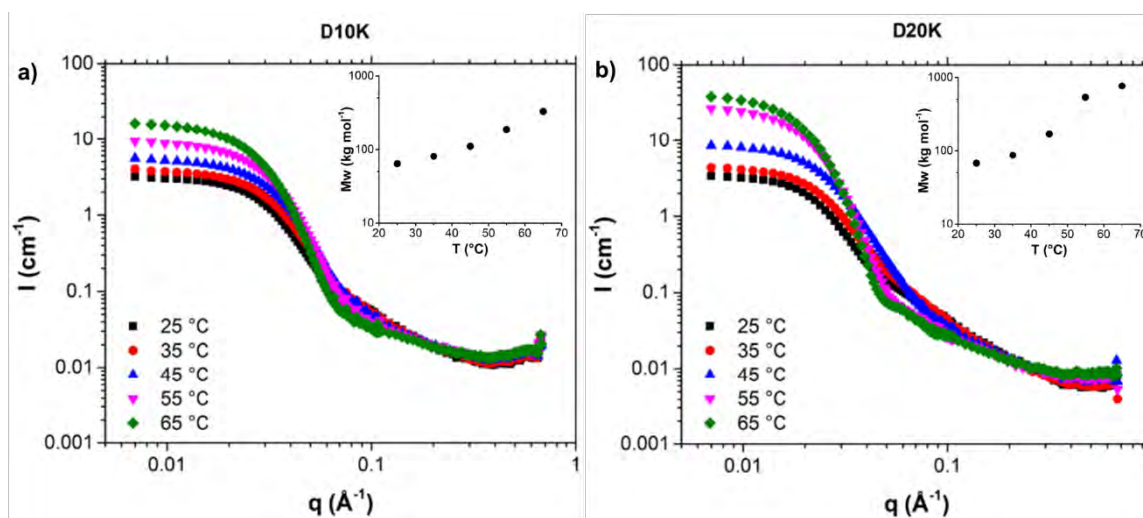 D10K
a)
I (cm⁻¹)
100
10
1
0.1
0.01
0.001
0.01
0.1
1
q (Å⁻¹)
25 °C
35 °C
45 °C
55 °C
65 °C
Mw (kg mol⁻¹)
1000
100
10
20 30 40 50 60 70
T (°C)
D20K
b)
I (cm⁻¹)
100
10
1
0.1
0.01
0.001
0.01
0.1
q (Å⁻¹)
25 °C
35 °C
45 °C
55 °C
65 °C
Mw (kg mol⁻¹)
1000
100
10
20 30 40 50 60 70
T (°C)